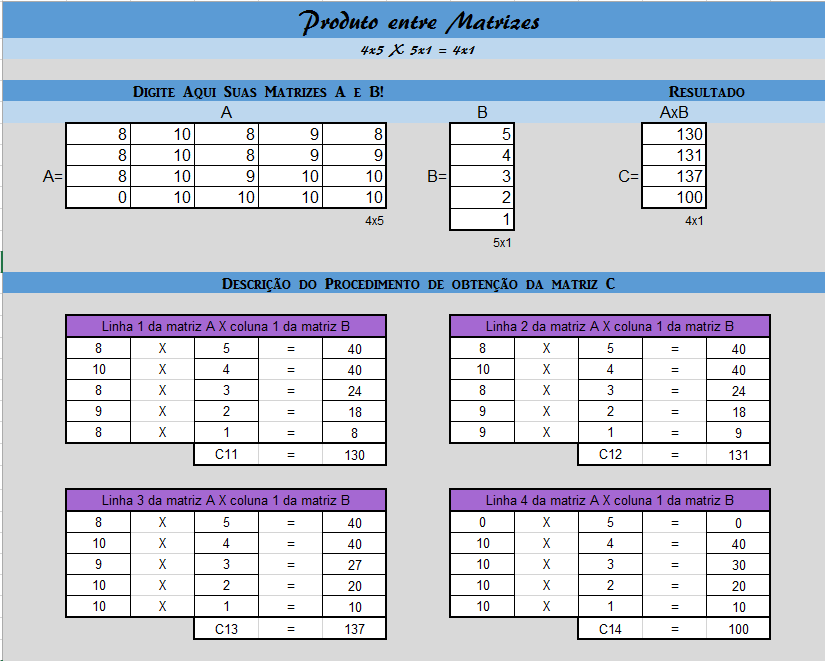 Produto entre Matrizes
4x5 X 5x1 = 4x1
Digite Aqui Suas Matrizes A e B! Resultado
A B AxB
8 10 8 9 8 5 130
8 10 8 9 9 4 131
A= 8 10 9 10 10 B= 3 C= 137
0 10 10 10 10 2 100
4x5 1 4x1
5x1
Descrição do Procedimento de obtenção da matriz C
Linha 1 da matriz A X coluna 1 da matriz B
8 X 5 = 40
10 X 4 = 40
8 X 3 = 24
9 X 2 = 18
8 X 1 = 8
C11 = 130
Linha 2 da matriz A X coluna 1 da matriz B
8 X 5 = 40
10 X 4 = 40
8 X 3 = 24
9 X 2 = 18
9 X 1 = 9
C12 = 131
Linha 3 da matriz A X coluna 1 da matriz B
8 X 5 = 40
10 X 4 = 40
9 X 3 = 27
10 X 2 = 20
10 X 1 = 10
C13 = 137
Linha 4 da matriz A X coluna 1 da matriz B
0 X 5 = 0
10 X 4 = 40
10 X 3 = 30
10 X 2 = 20
10 X 1 = 10
C14 = 100